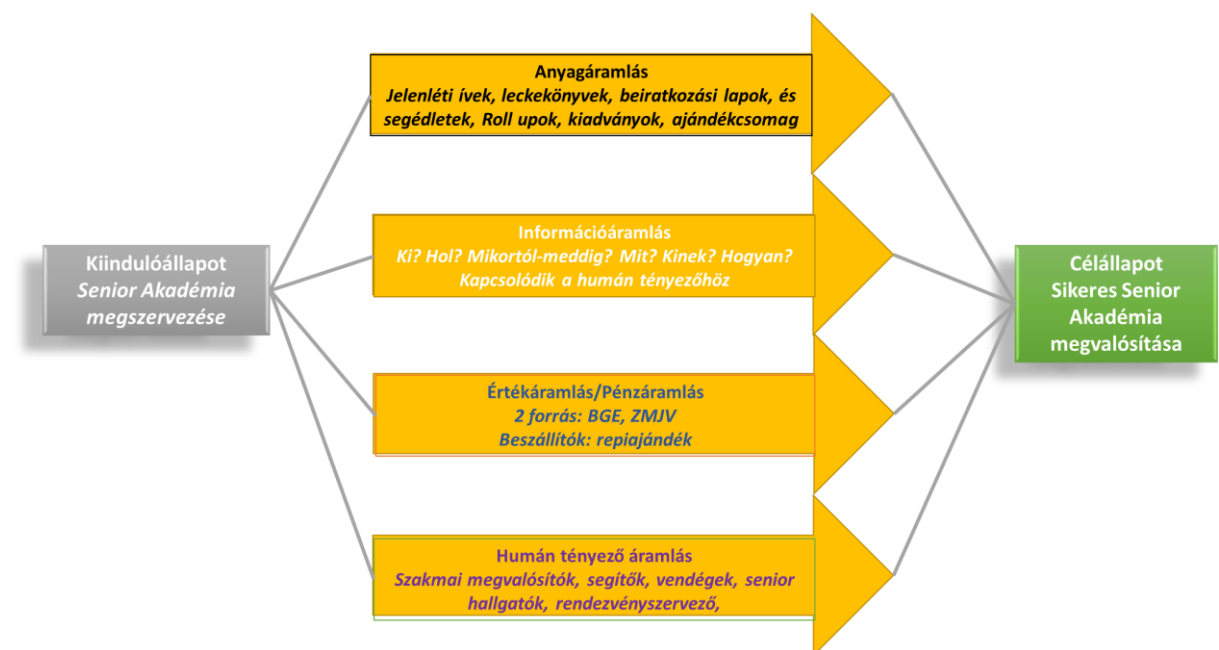 Anyagáramlás
Jelenléti ívek, leckekönyvek, beiratkozási lapok, és
segédletek, Roll upok, kiadványok, ajándékcsomag
Információáramlás
Ki? Hol? Mikortól-meddig? Mit? Kinek? Hogyan?
Kapcsolódik a humán tényezőhöz
Kiindulóállapot
Senior Akadémia
megszervezése
Célállapot
Sikeres Senior
Akadémia
megvalósítása
Értékáramlás/Pénzáramlás
2 forrás: BGE, ZMJV
Beszállítók: repiajándék
Humán tényező áramlás
Szakmai megvalósítók, segítők, vendégek, senior
hallgatók, rendezvényszervező,